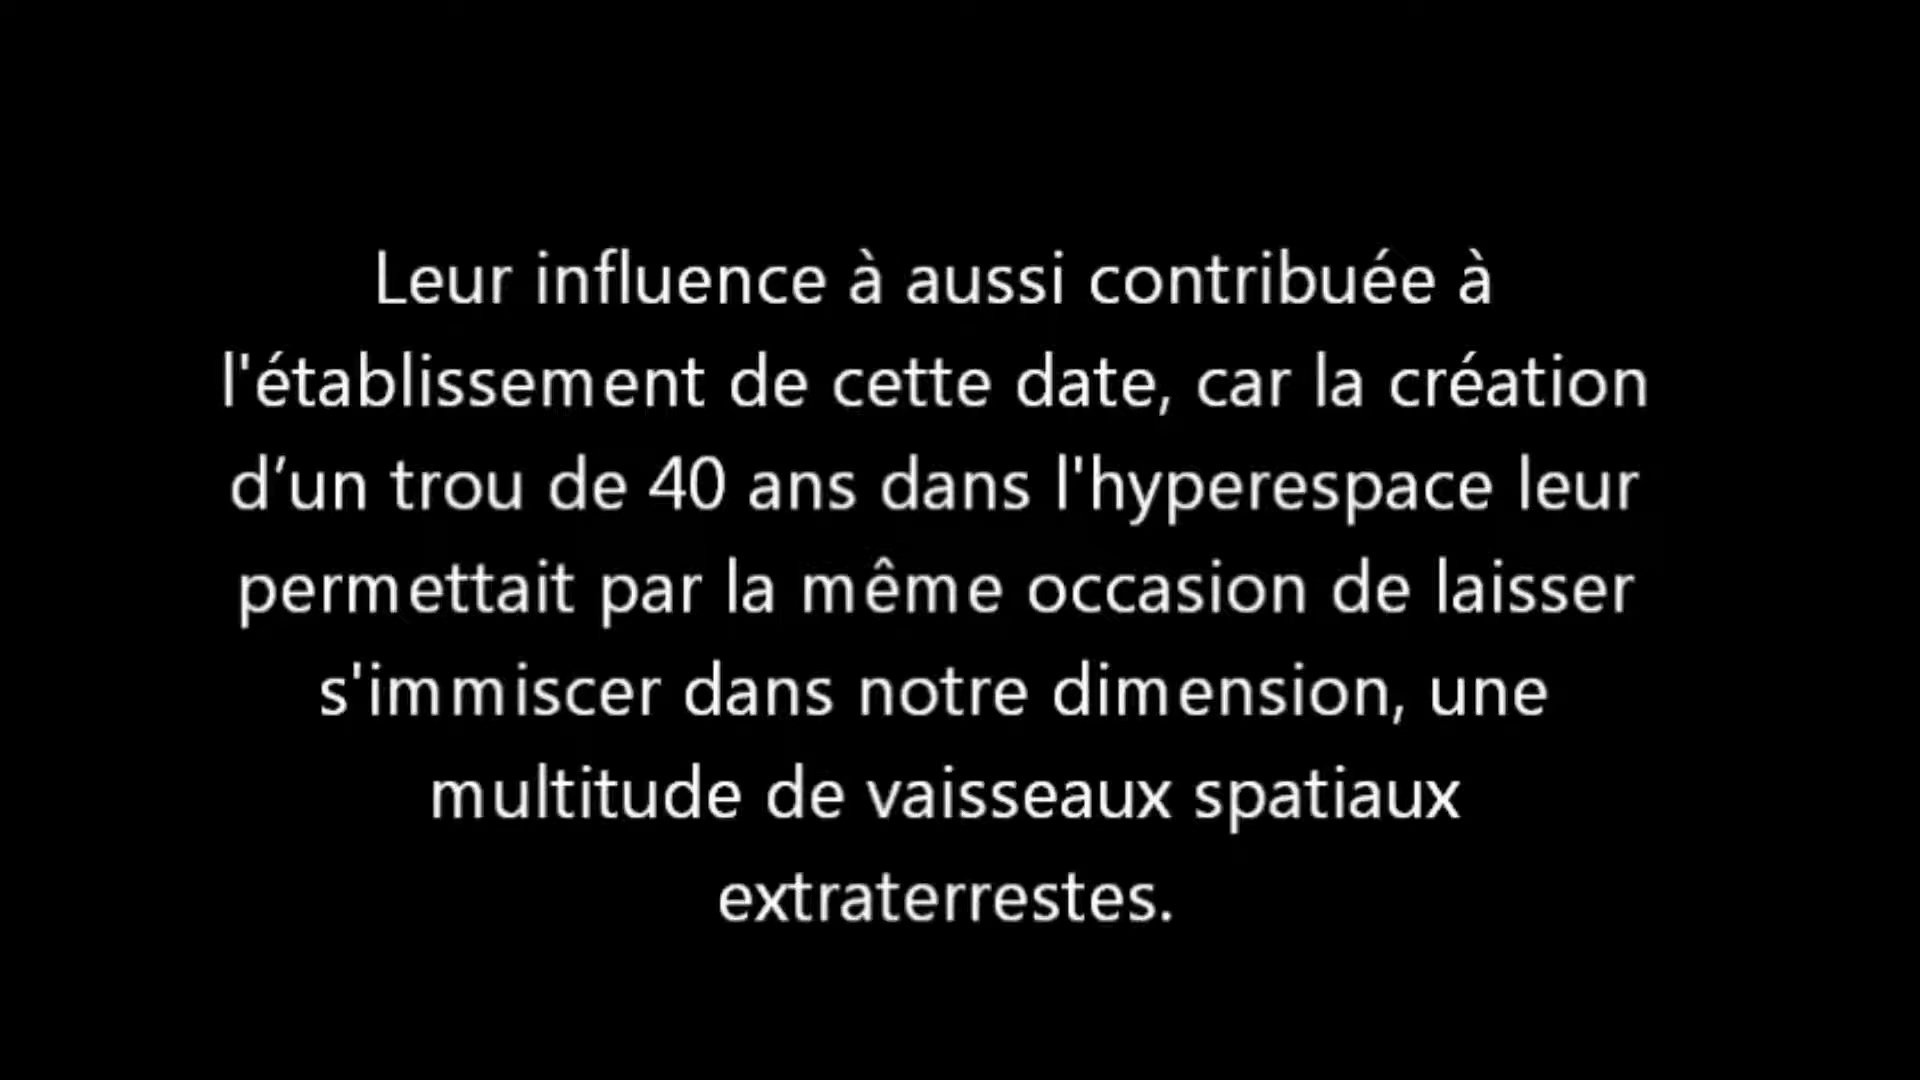 Leur influence à aussi contribuée à
l'établissement de cette date, car la création
d’un trou de 40 ans dans l'hyperespace leur
permettait par la même occasion de laisser
s'immiscer dans notre dimension, une
multitude de vaisseaux spatiaux
extraterrestes.